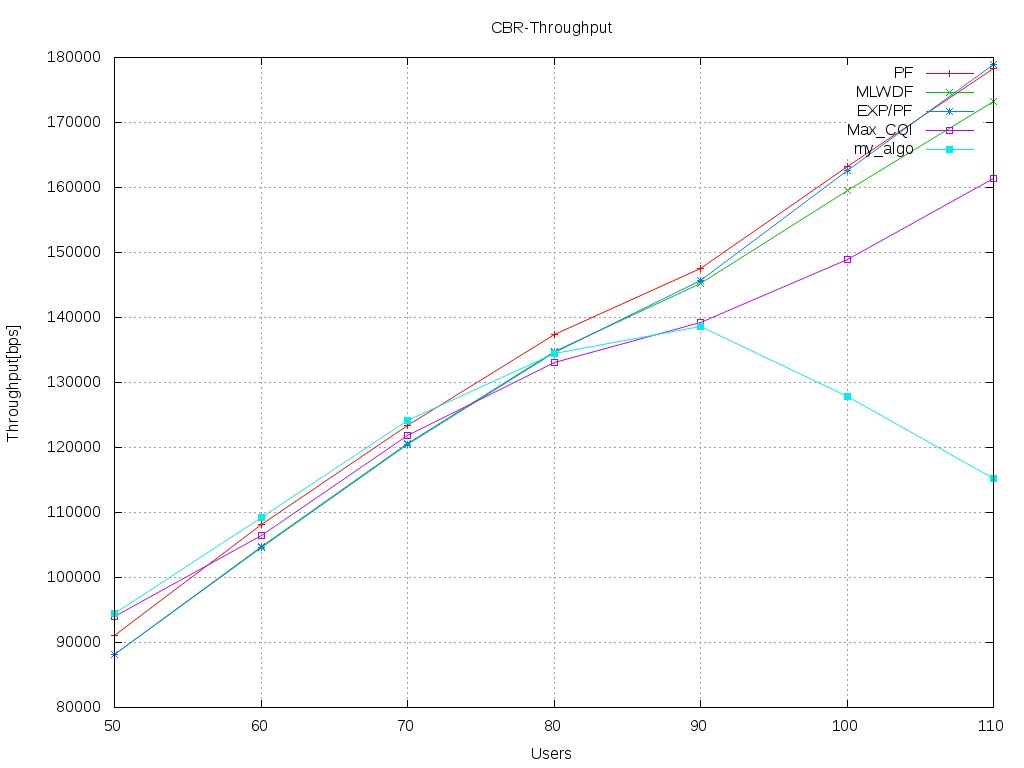 CBR-Throughput
180000
170000
160000
150000
140000
130000
120000
110000
100000
90000
80000
Throughput[bps]
PF
MLWDF
EXP/PF
Max_CQI
my_algo
50 60 70 80 90 100 110
Users